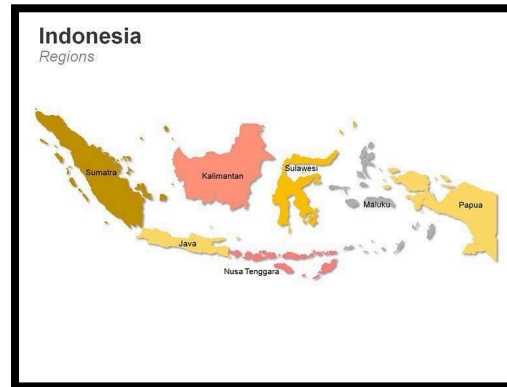 Indonesia
Regions
Sumatra
Kalimantan
Sulawesi
Maluku
Papua
Java
Nusa Tenggara